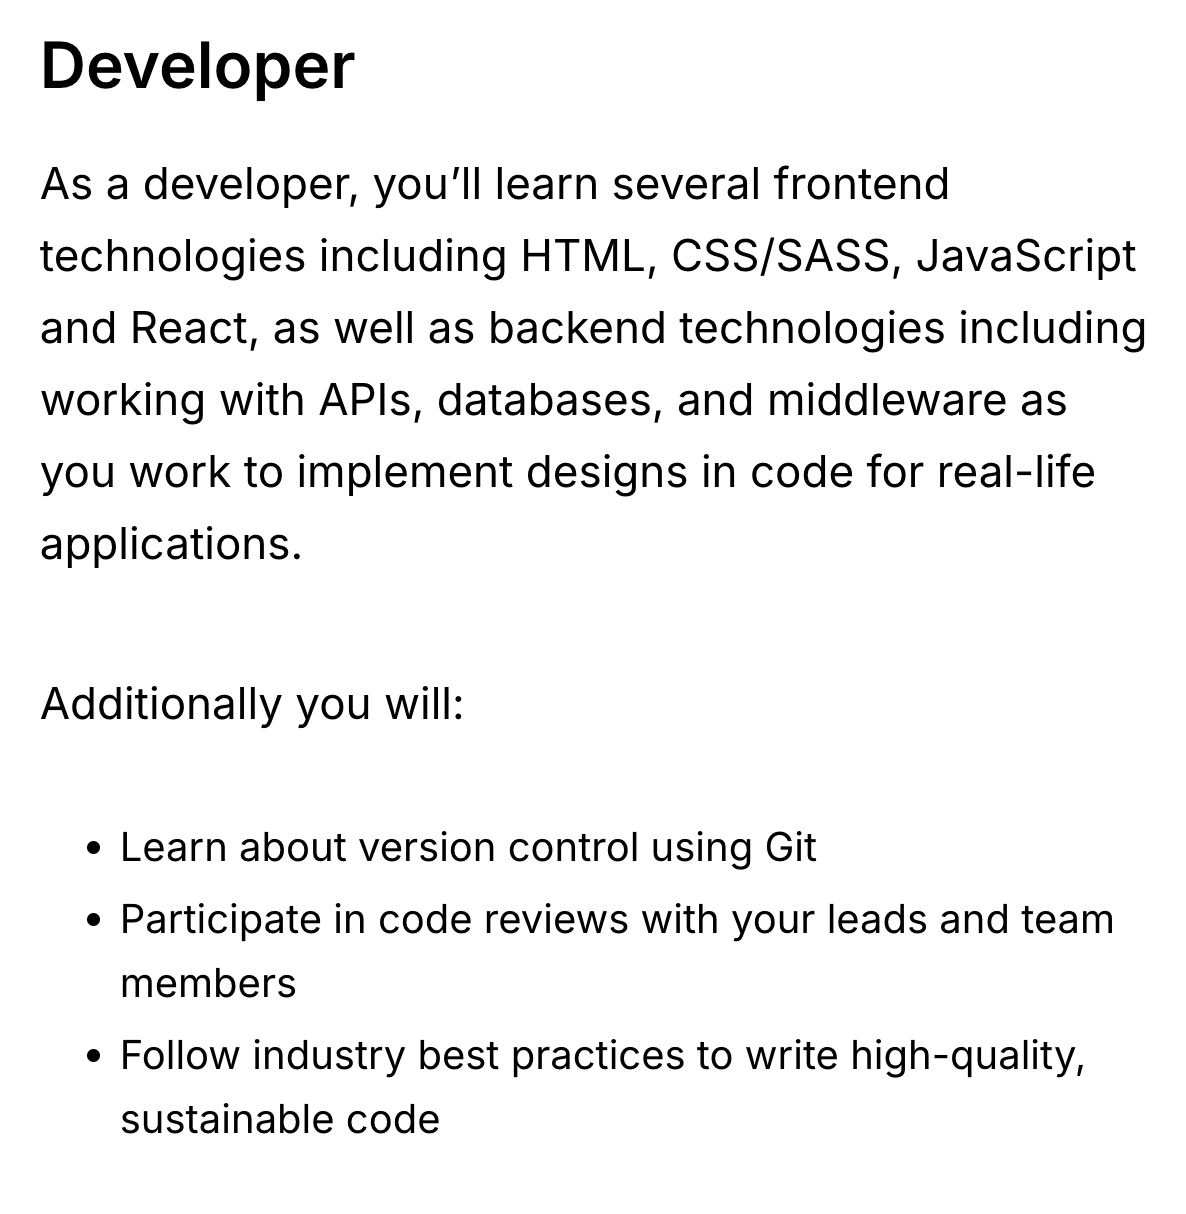 Developer
As a developer, you’ll learn several frontend
technologies including HTML, CSS/SASS, JavaScript
and React, as well as backend technologies including
working with APIs, databases, and middleware as
you work to implement designs in code for real-life
applications.
Additionally you will:
• Learn about version control using Git
• Participate in code reviews with your leads and team
members
• Follow industry best practices to write high-quality,
sustainable code